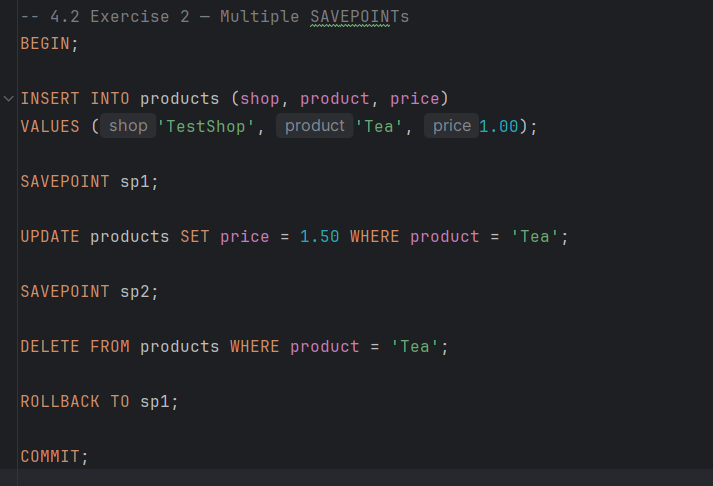 -- 4.2 Exercise 2 — Multiple SAVEPOINTs
BEGIN;
INSERT INTO products (shop, product, price)
VALUES ( shop 'TestShop', product 'Tea', price 1.00);
SAVEPOINT sp1;
UPDATE products SET price = 1.50 WHERE product = 'Tea';
SAVEPOINT sp2;
DELETE FROM products WHERE product = 'Tea';
ROLLBACK TO sp1;
COMMIT;